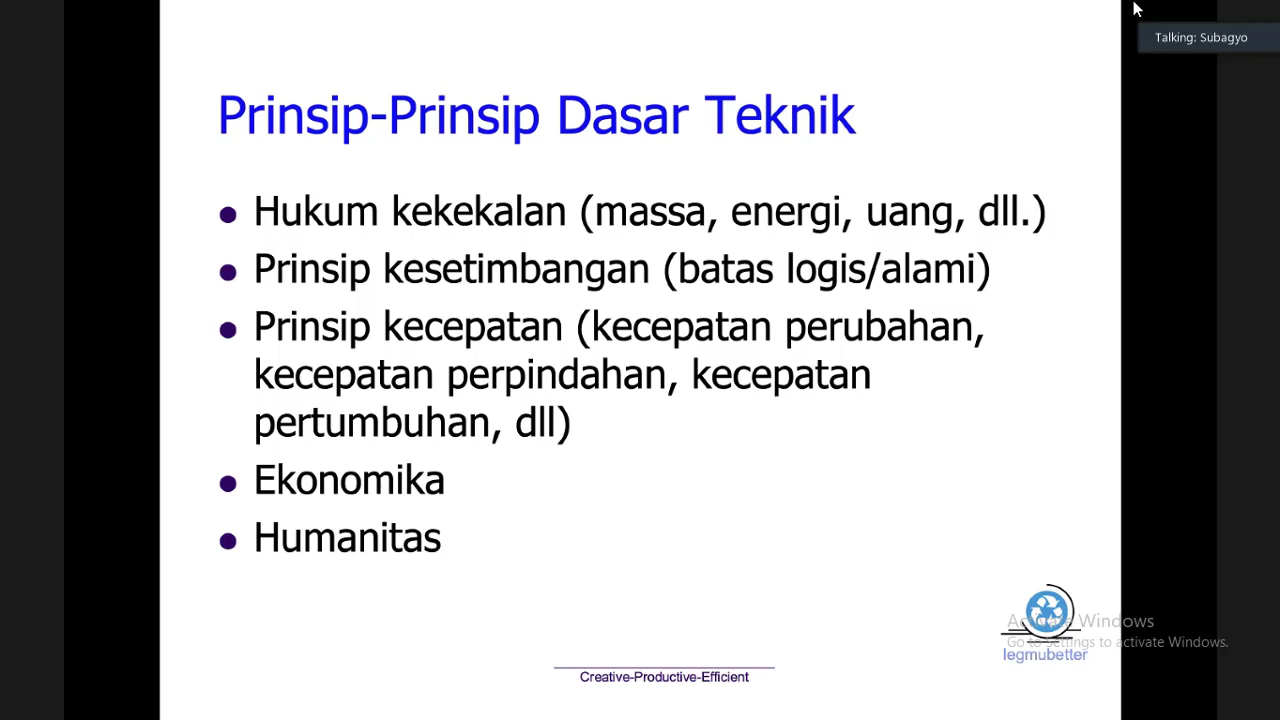 Talking: Subagyo
Prinsip-Prinsip Dasar Teknik
Hukum kekekalan (massa, energi, uang, dll.)
Prinsip kesetimbangan (batas logis/alami)
Prinsip kecepatan (kecepatan perubahan,
kecepatan perpindahan, kecepatan
pertumbuhan, dll)
Ekonomika
Humanitas
Activate Windows
Go to Settings to activate Windows.
legmubetter
Creative-Productive-Efficient